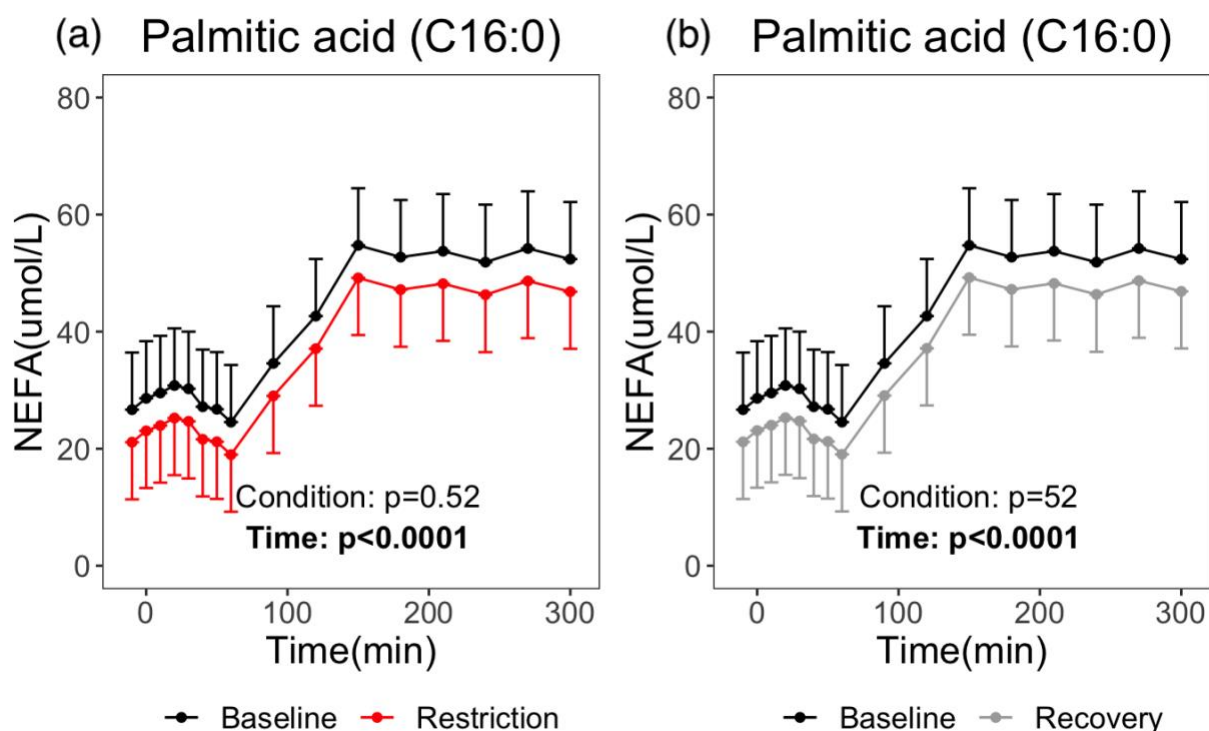 (a) Palmitic acid (C16:0)
80
60
40
20
0
NEFA(umol/L)
Condition: p=0.52
Time: p<0.0001
0 100 200 300
Time(min)
Baseline Restriction
(b) Palmitic acid (C16:0)
80
60
40
20
0
NEFA(umol/L)
Condition: p=52
Time: p<0.0001
0 100 200 300
Time(min)
Baseline Recovery